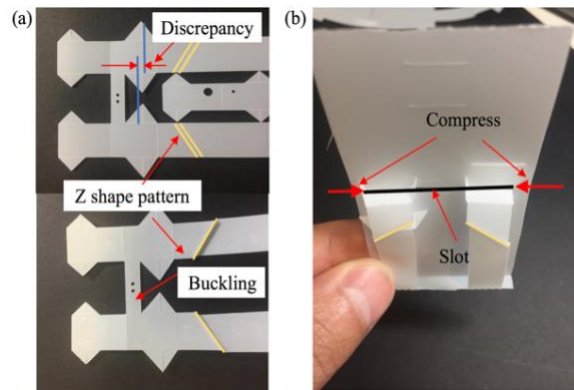 (a)
Discrepancy
Z shape pattern
Buckling
(b)
Compress
Slot